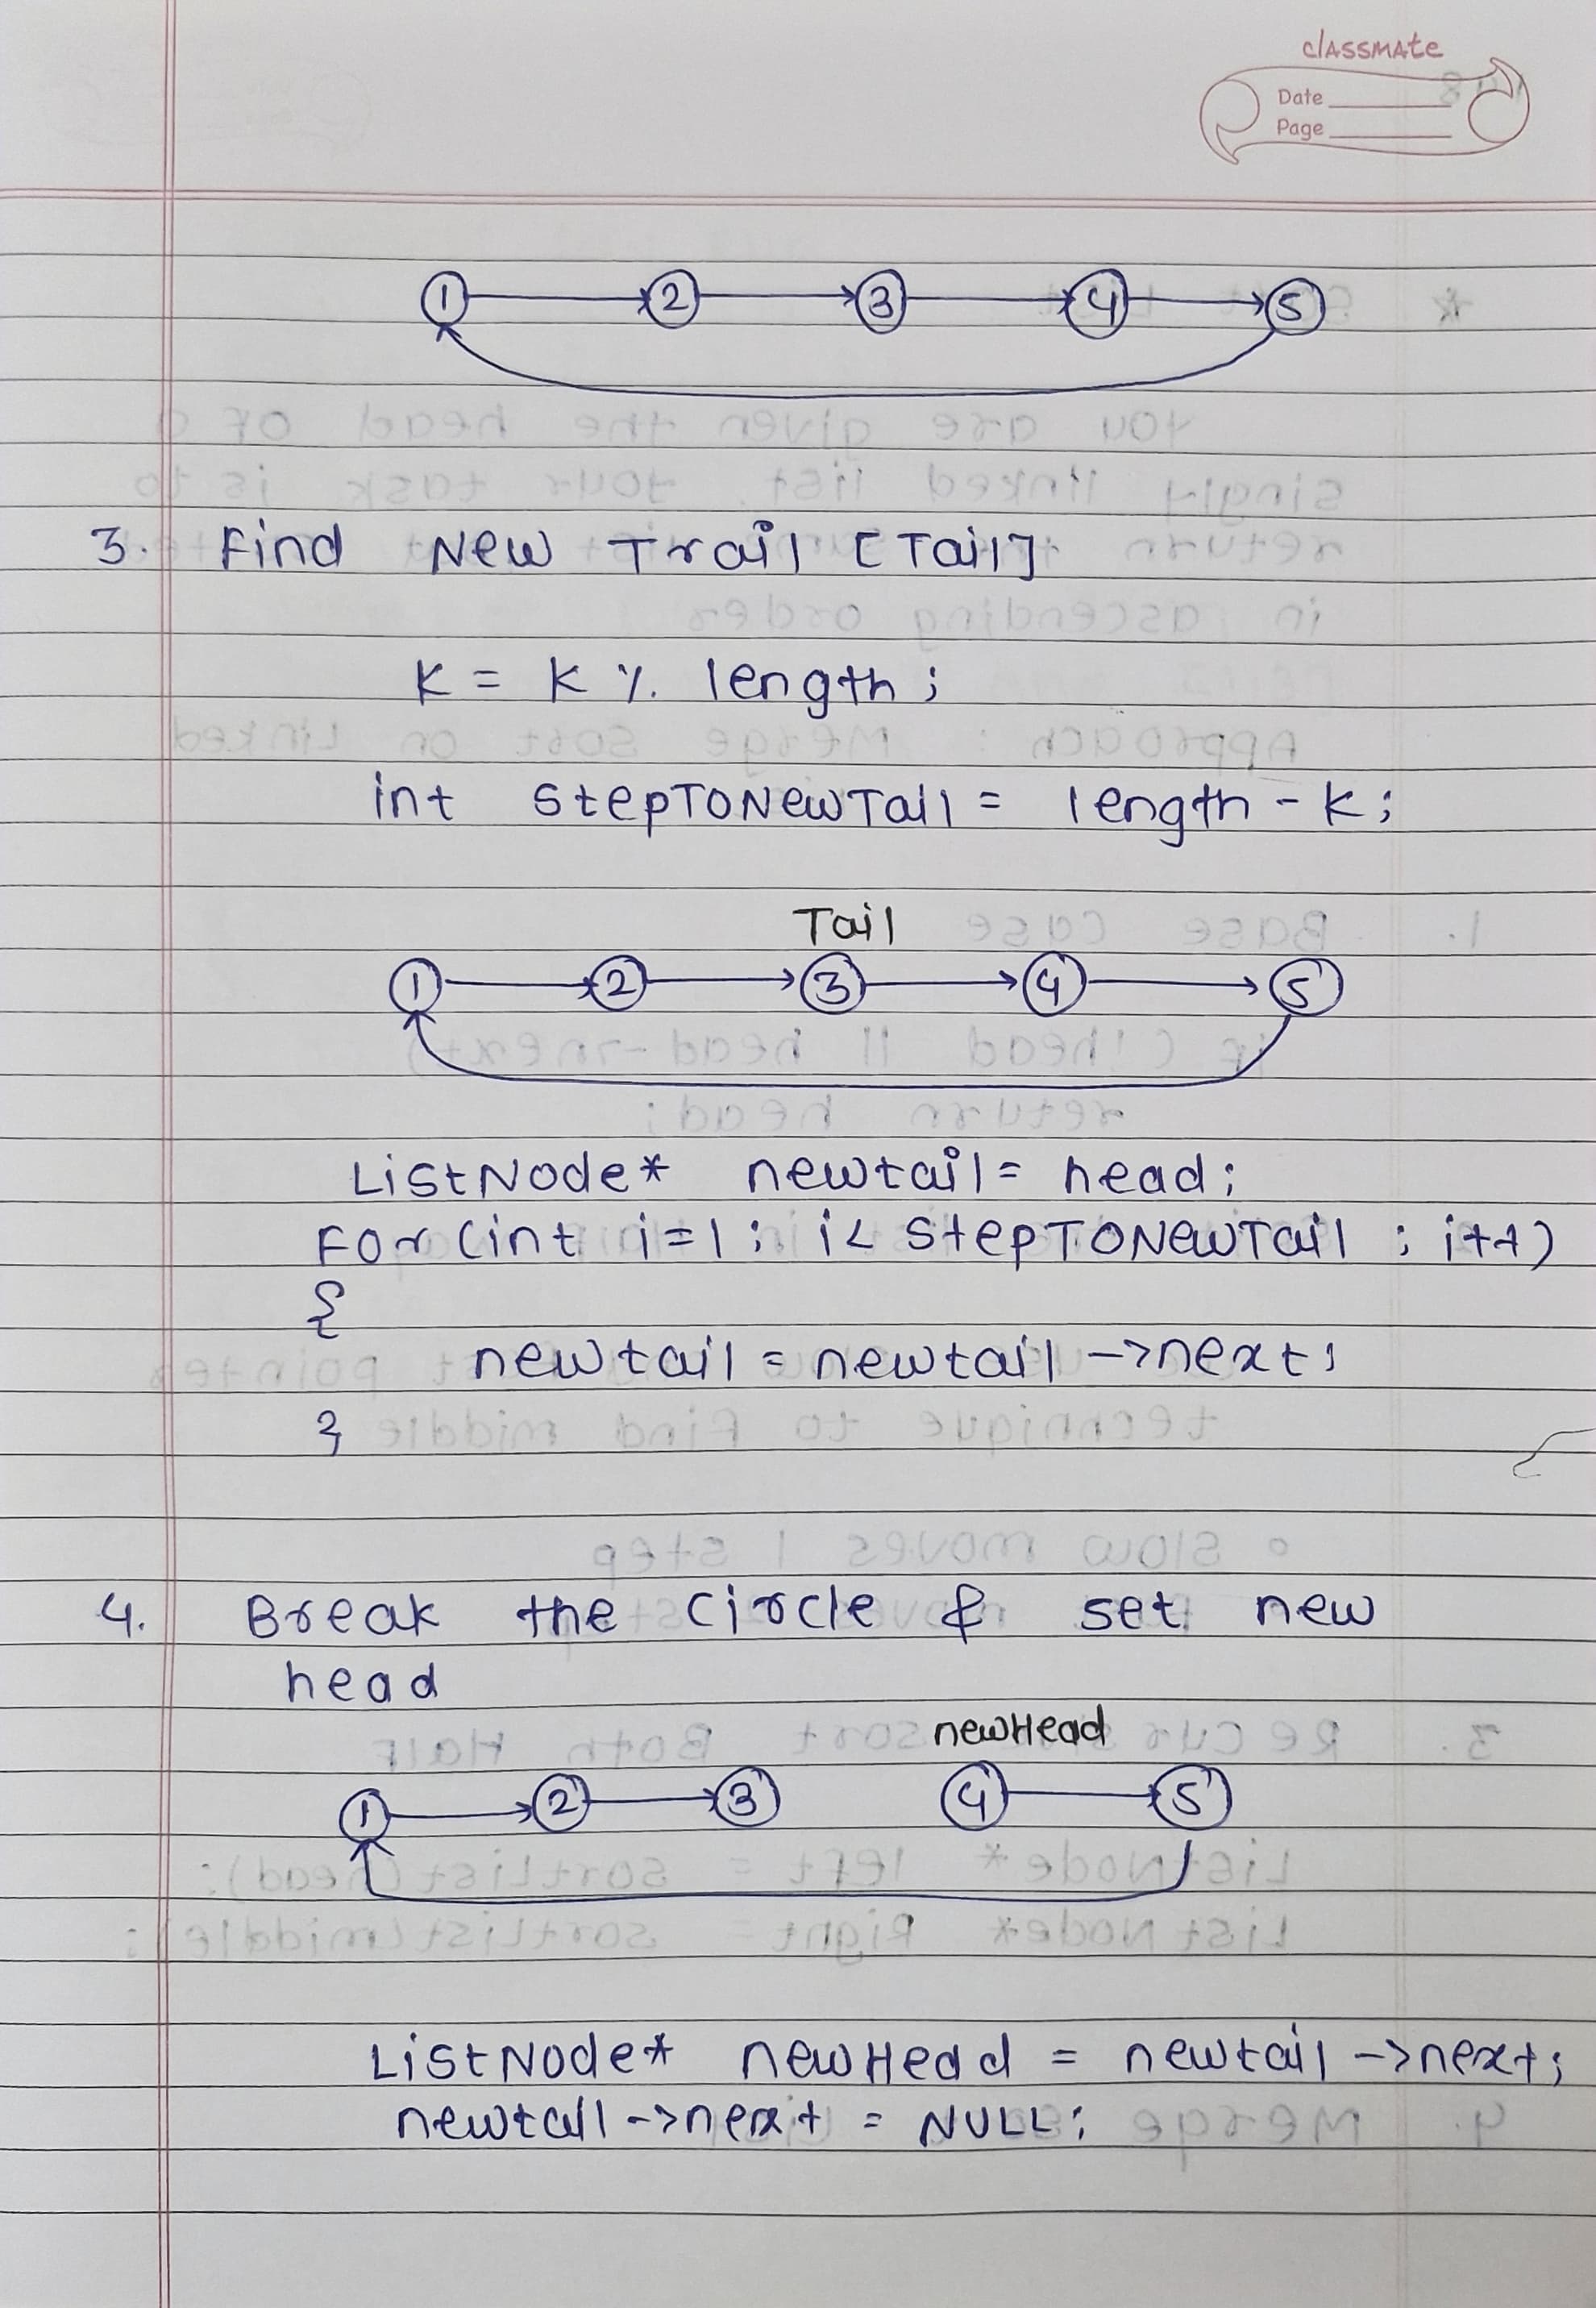 classmate
Date
Page
1 2 3 4 5
3. Find New Trail [Tail]
K = K % length;
int StepToNewTail = length - K;
Tail
1 2 3 4 5
ListNode* newtail = head;
For (int i=1; i< StepToNewTail ; i++)
{
newtail = newtail ->next;
}
4. Break the circle & set new
head
newHead
1 2 3 4 5
ListNode* newHead = newtail ->next;
newtail ->next = NULL;